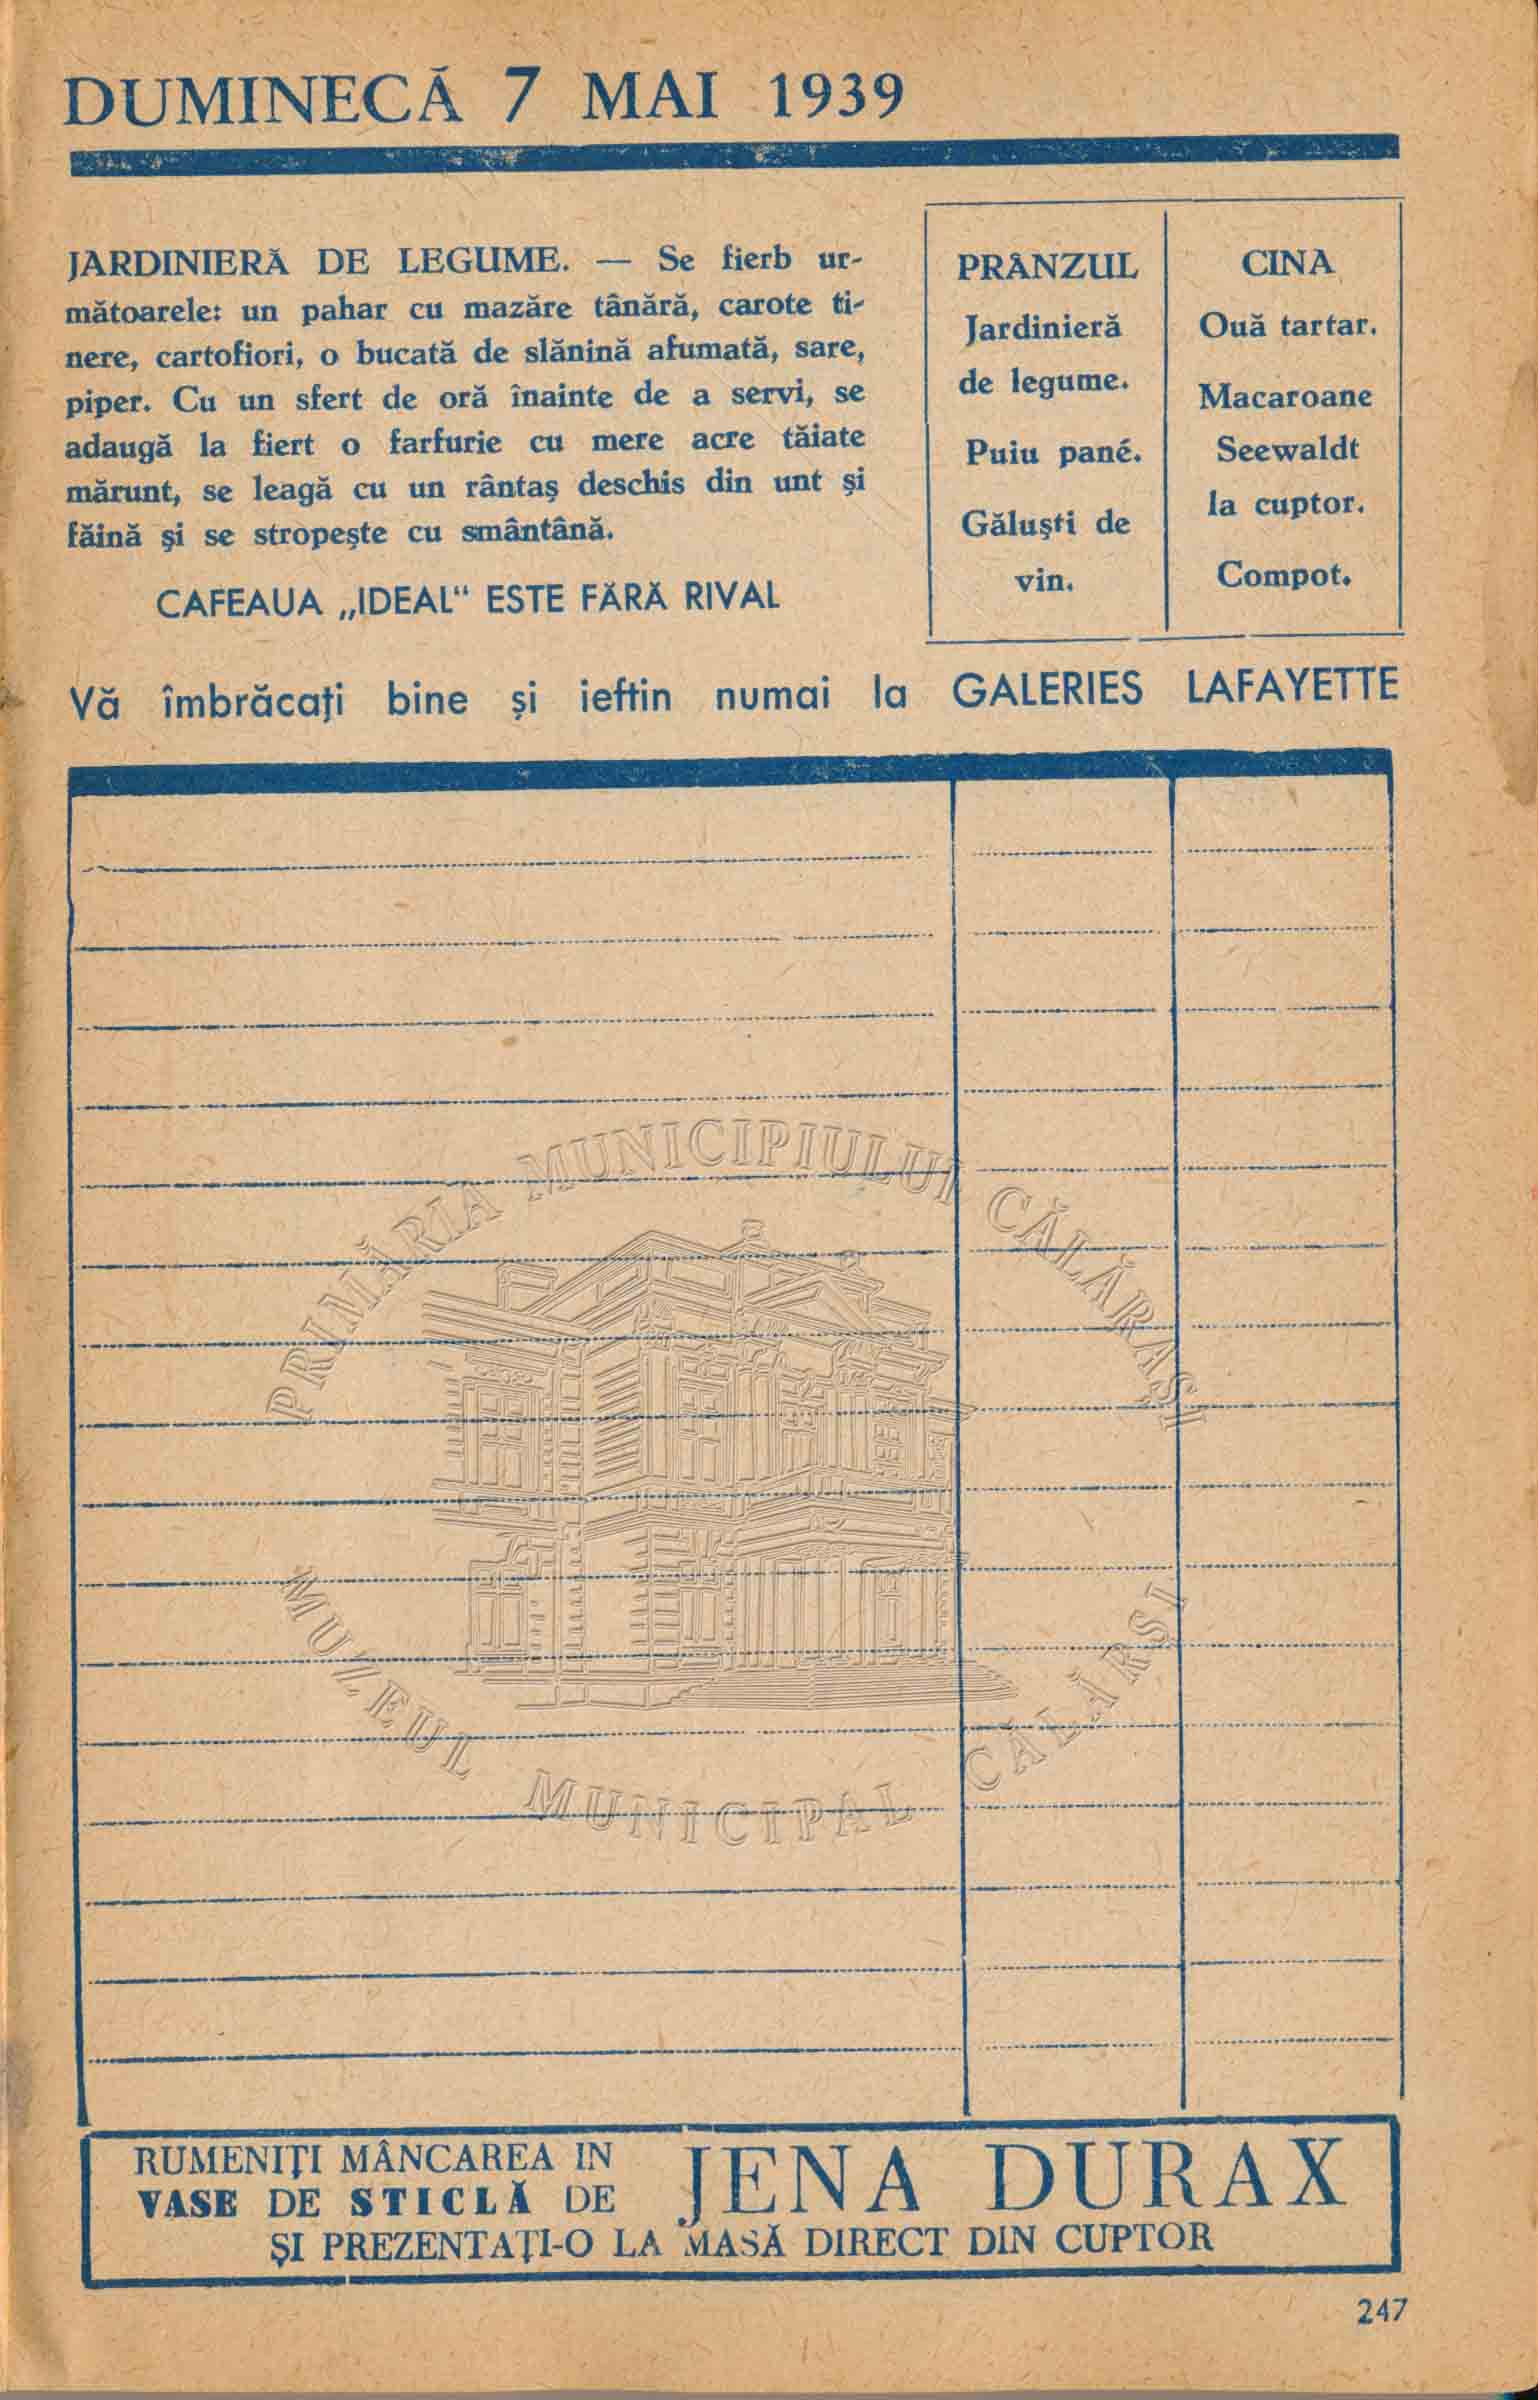 DUMINECĂ 7 MAI 1939
JARDINIERĂ DE LEGUME. — Se fierb ur-
mătoarele: un pahar cu mazăre tânără, carote ti-
nere, cartofiori, o bucată de slănină afumată, sare,
piper. Cu un sfert de oră înainte de a servi, se
adaugă la fiert o farfurie cu mere acre tăiate
mărunt, se leagă cu un rântaş deschis din unt şi
făină şi se stropeşte cu smântână.
CAFEAUA „IDEAL“ ESTE FĂRĂ RIVAL
PRÂNZUL
Jardinieră
de legume.
Puiu pané.
Găluşti de
vin.
CINA
Ouă tartar.
Macaroane
Seewaldt
la cuptor.
Compot.
Vă îmbrăcaţi bine şi ieftin numai la GALERIES LAFAYETTE
PRIMĂRIA MUNICIPIULUI CĂLĂRAŞI
MUZEUL MUNICIPAL CĂLĂRSI
RUMENIŢI MÂNCAREA IN
VASE DE STICLĂ DE
JENA DURAX
ŞI PREZENTAŢI-O LA MASĂ DIRECT DIN CUPTOR
247